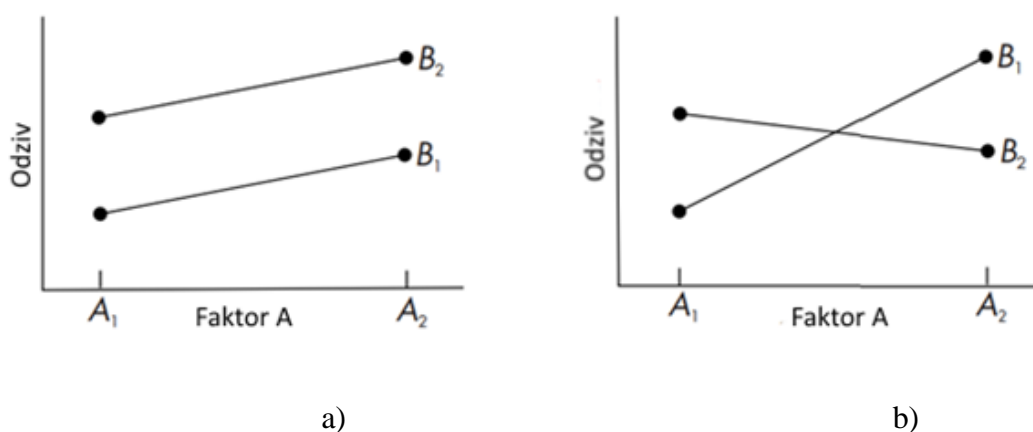 Odziv
B₂
B₁
A₁ Faktor A A₂
a)
Odziv
B₁
B₂
A₁ Faktor A A₂
b)